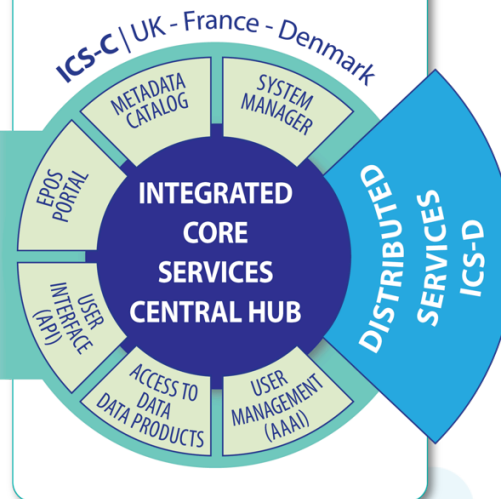 ICS-C | UK - France - Denmark
METADATA
CATALOG
SYSTEM
MANAGER
EPOS
PORTAL
INTEGRATED
CORE
SERVICES
CENTRAL HUB
DISTRIBUTED
SERVICES
ICS-D
USER
INTERFACE
(API)
ACCESS TO
DATA
DATA PRODUCTS
USER
MANAGEMENT
(AAAI)